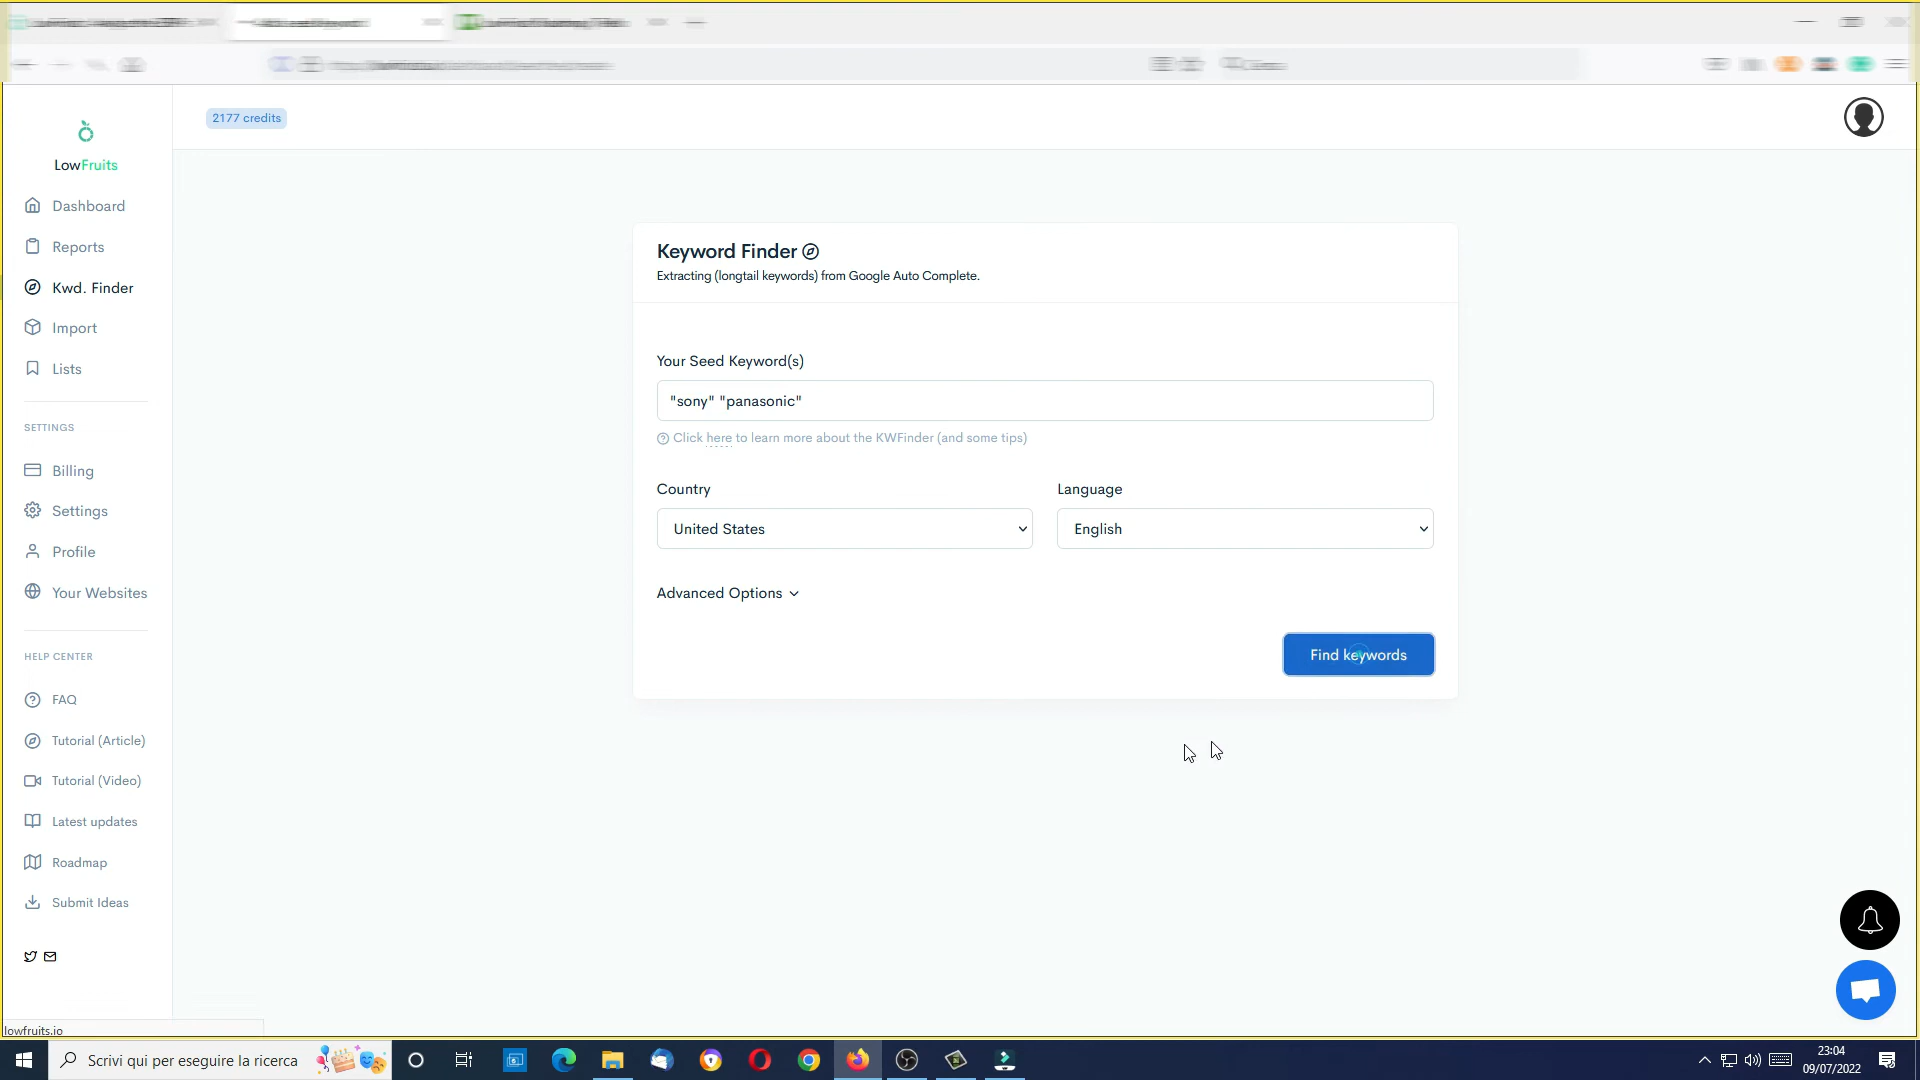 2177 credits
LowFruits
Dashboard
Reports
Kwd. Finder
Import
Lists
SETTINGS
Billing
Settings
Profile
Your Websites
HELP CENTER
FAQ
Tutorial (Article)
Tutorial (Video)
Latest updates
Roadmap
Submit Ideas
Keyword Finder
Extracting (longtail keywords) from Google Auto Complete.
Your Seed Keyword(s)
"sony" "panasonic"
Click here to learn more about the KWFinder (and some tips)
Country
Language
United States
English
Advanced Options
Find keywords
lowfruits.io
Scrivi qui per eseguire la ricerca
23:04
09/07/2022